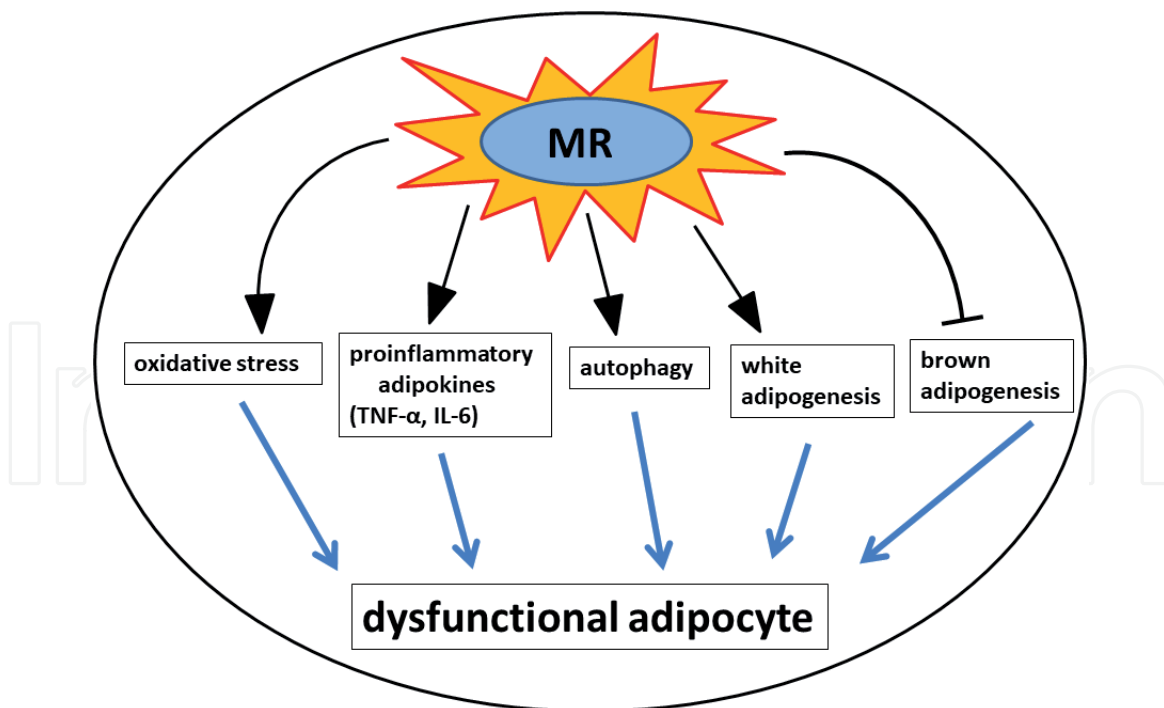 MR
oxidative stress
proinflammatory
adipokines
(TNF-α, IL-6)
autophagy
white
adipogenesis
brown
adipogenesis
dysfunctional adipocyte